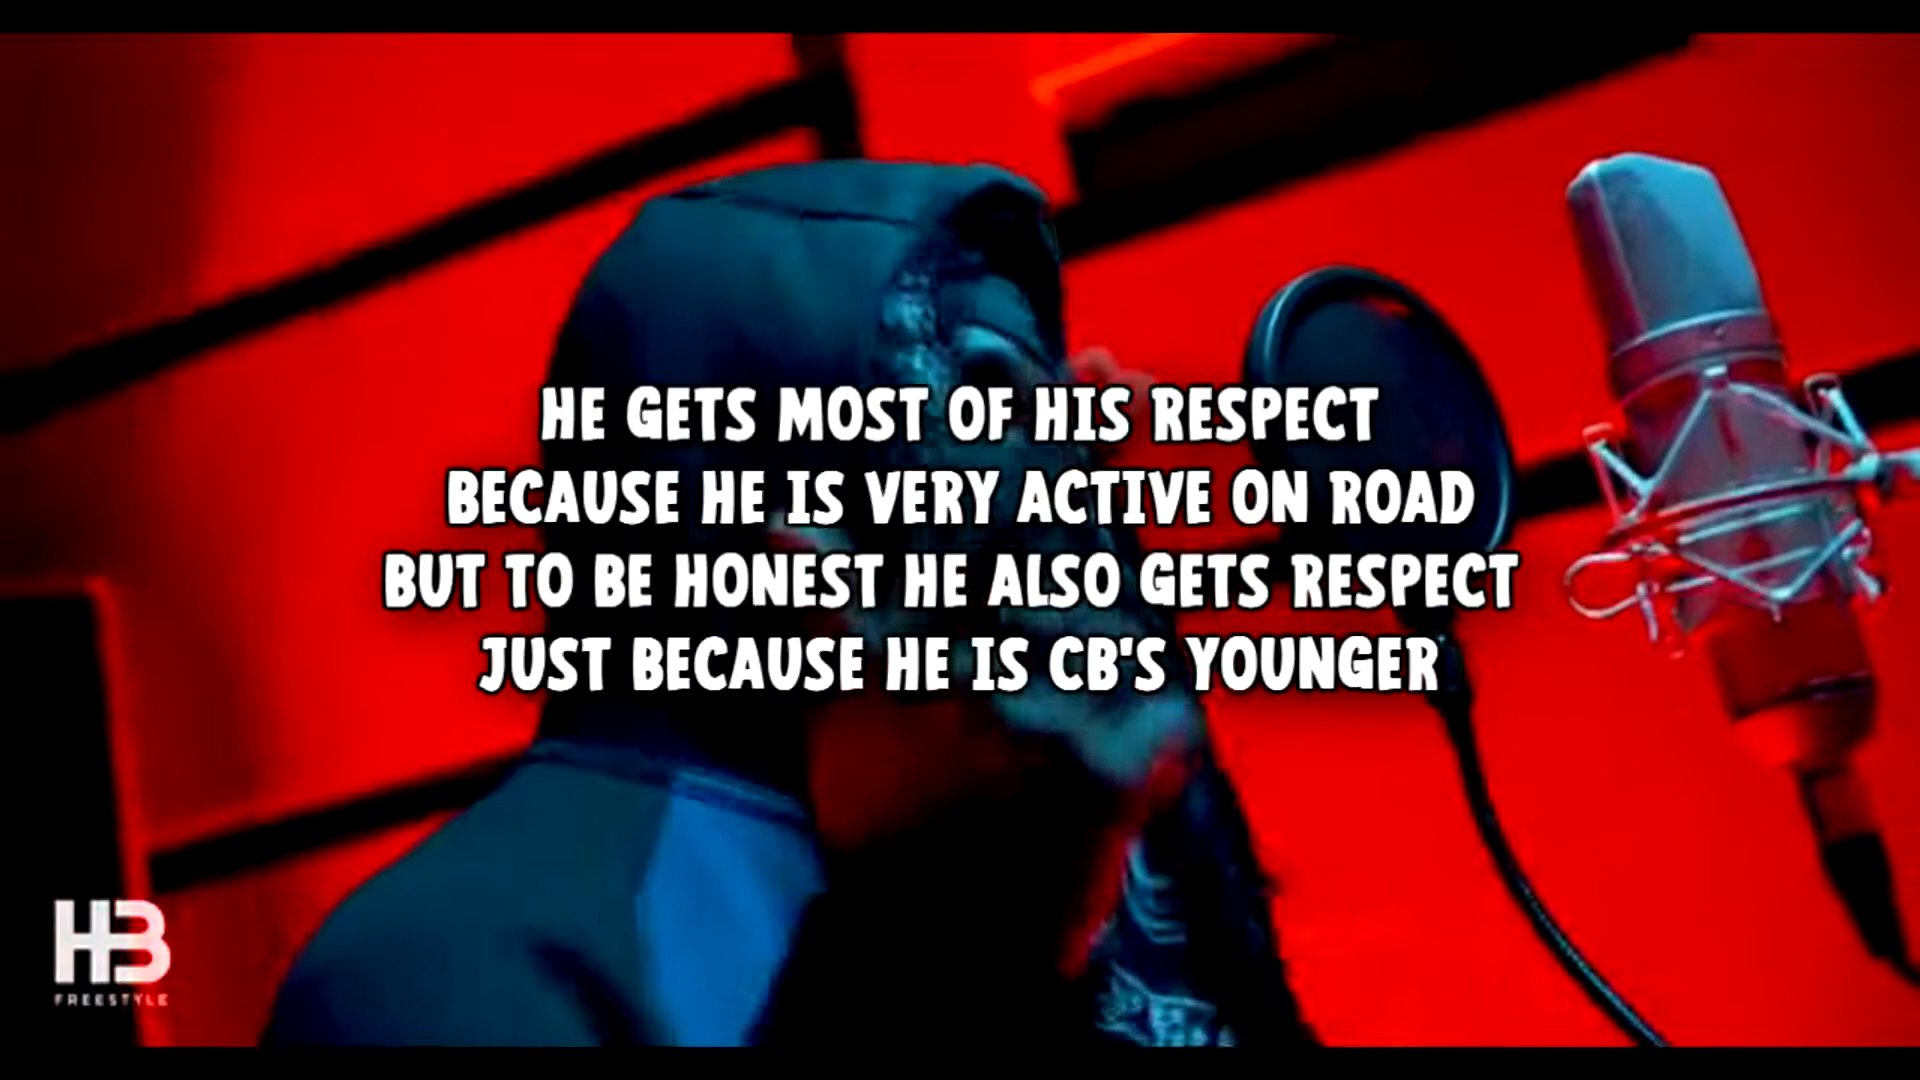 HE GETS MOST OF HIS RESPECT
BECAUSE HE IS VERY ACTIVE ON ROAD
BUT TO BE HONEST HE ALSO GETS RESPECT
JUST BECAUSE HE IS CB'S YOUNGER
HB
FREESTYLE